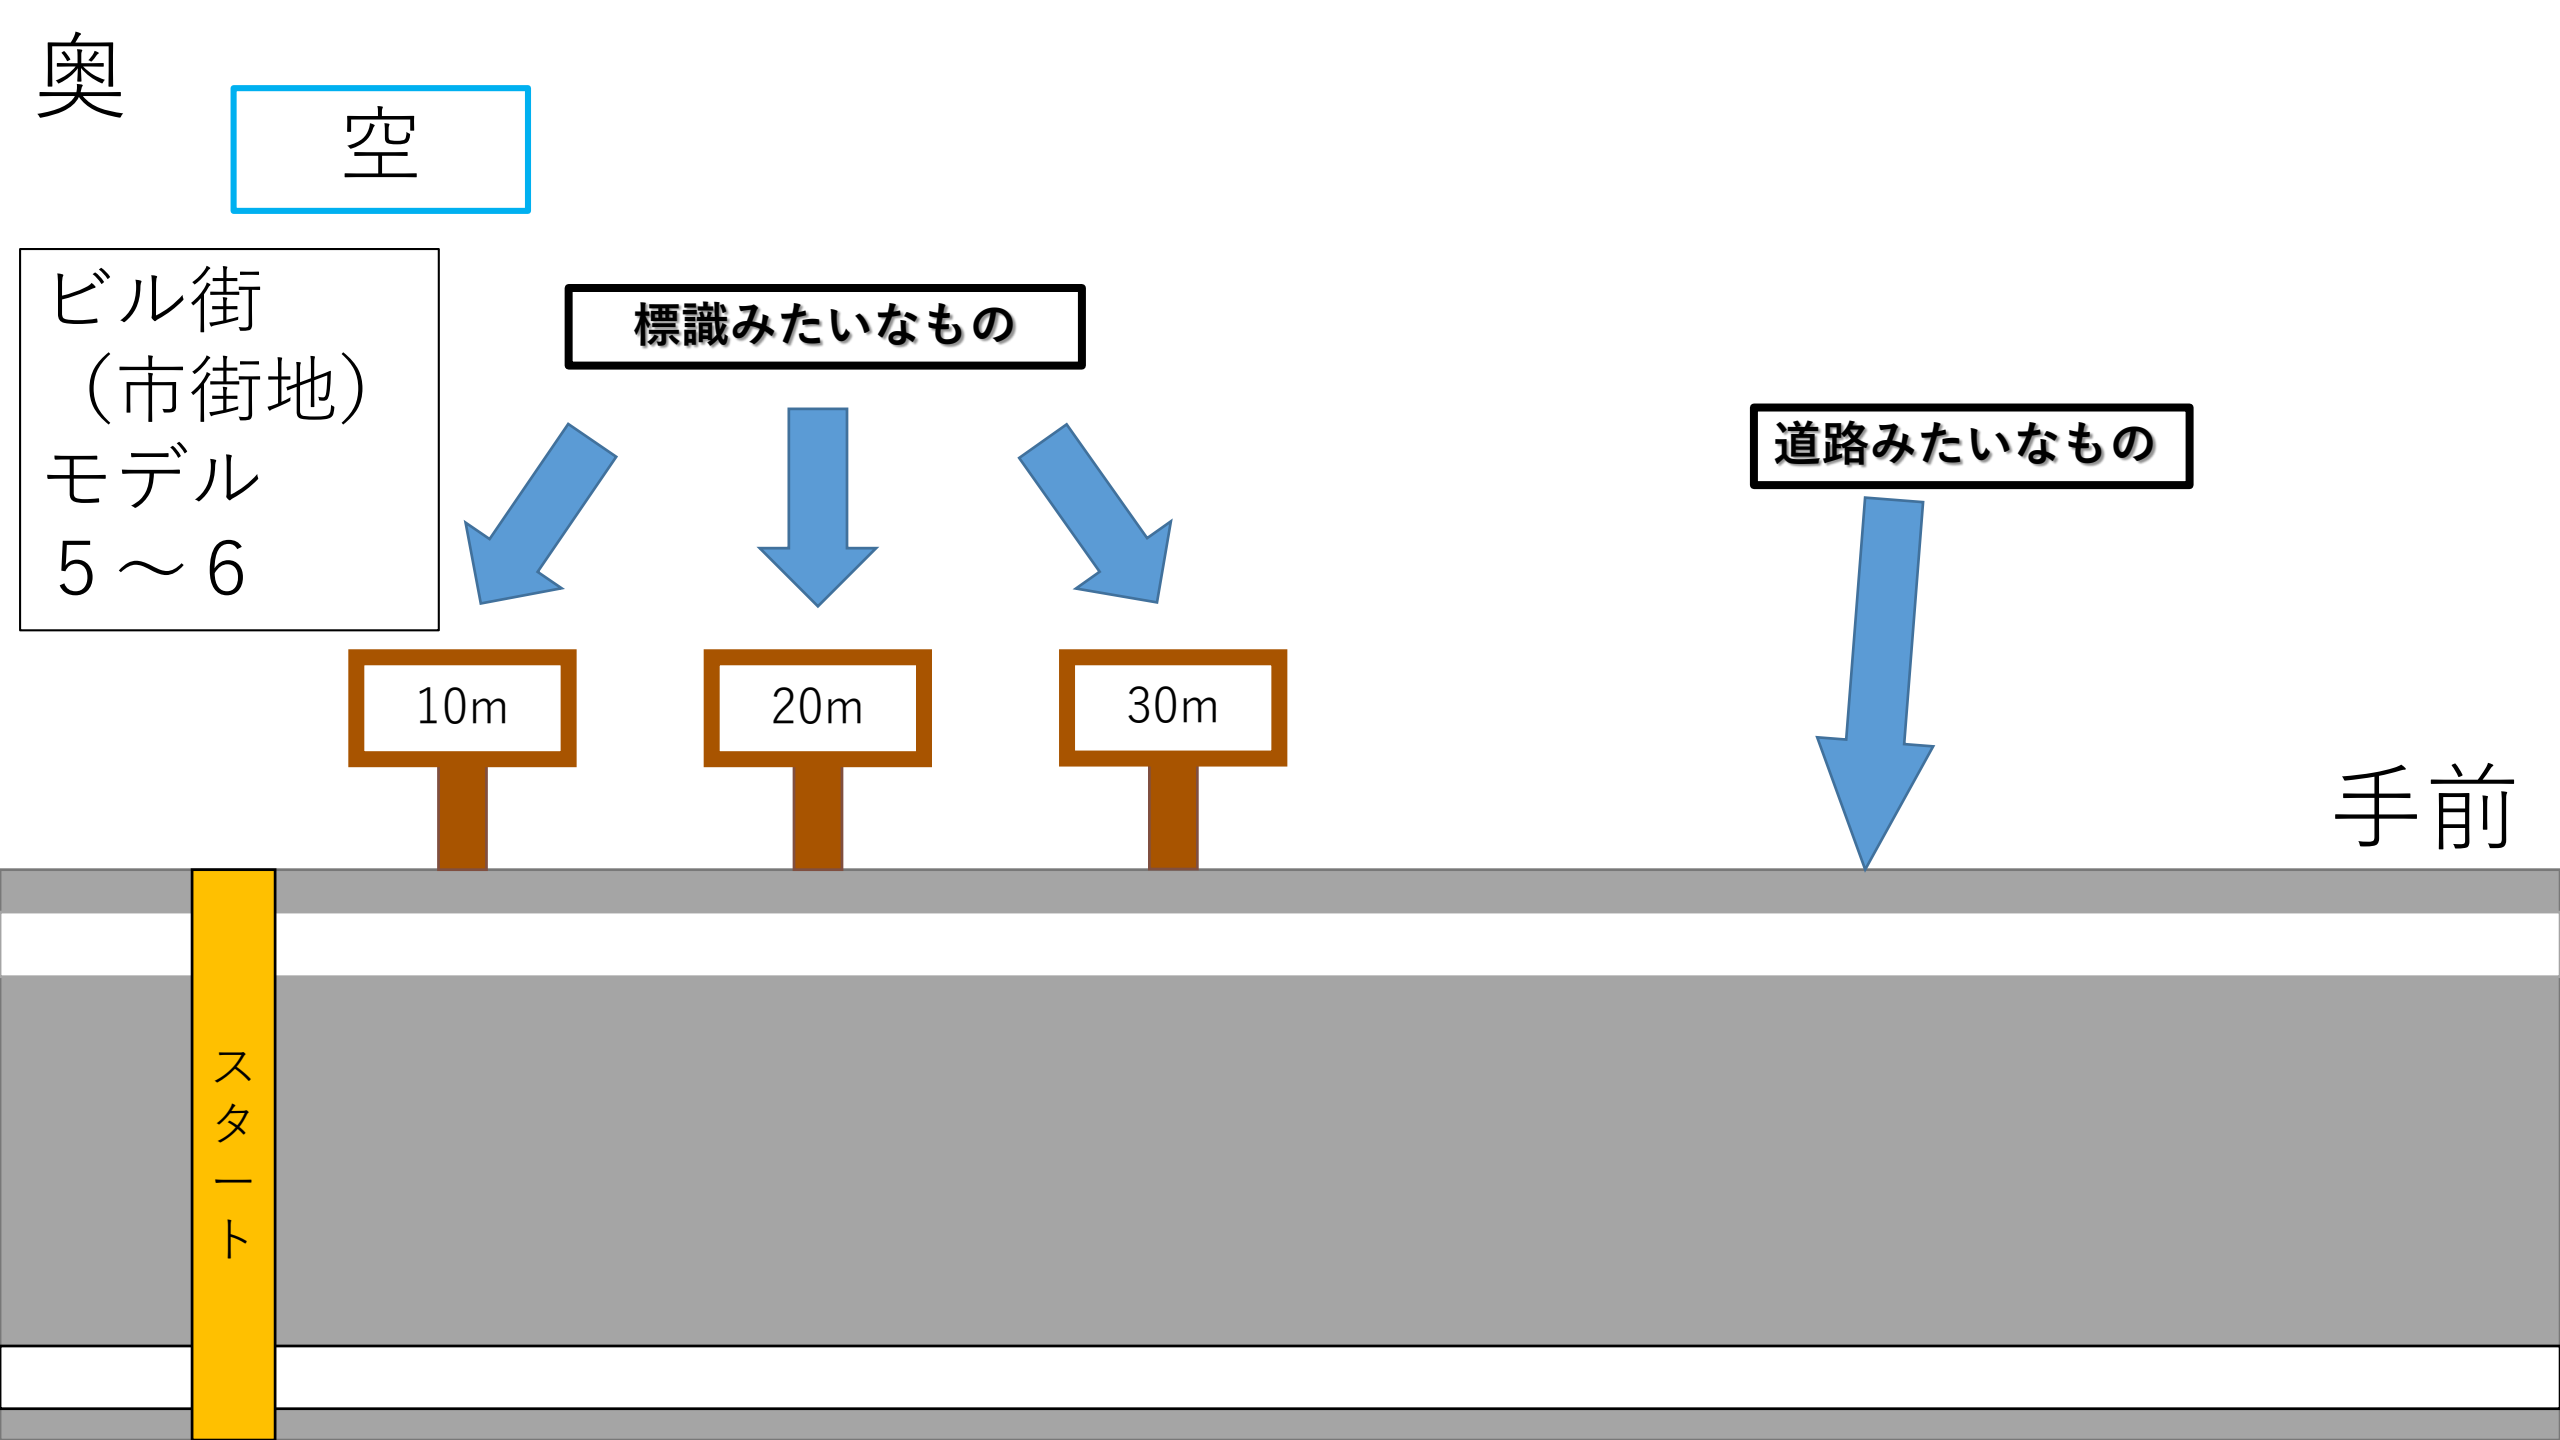 奥
空
ビル街
（市街地）
モデル
５～６
標識みたいなもの
道路みたいなもの
10m
20m
30m
手前
スタート